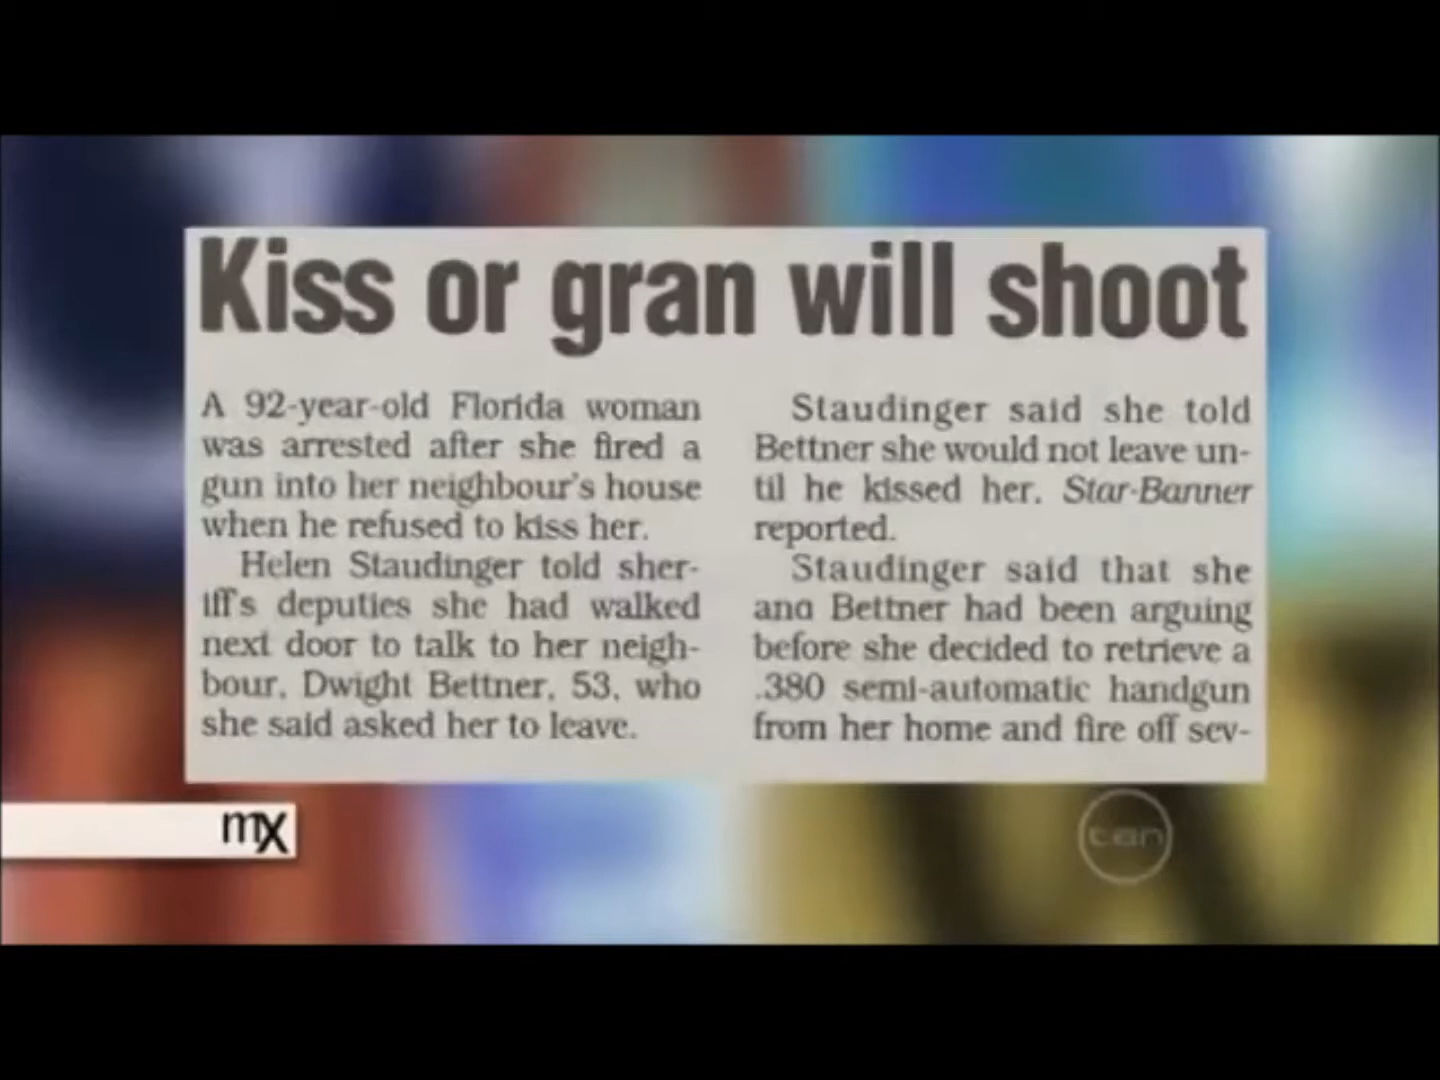 Kiss or gran will shoot
A 92-year-old Florida woman
was arrested after she fired a
gun into her neighbour's house
when he refused to kiss her.
Helen Staudinger told sher-
iff's deputies she had walked
next door to talk to her neigh-
bour, Dwight Bettner, 53, who
she said asked her to leave.
Staudinger said she told
Bettner she would not leave un-
til he kissed her, Star-Banner
reported.
Staudinger said that she
and Bettner had been arguing
before she decided to retrieve a
.380 semi-automatic handgun
from her home and fire off sev-
mx
ten